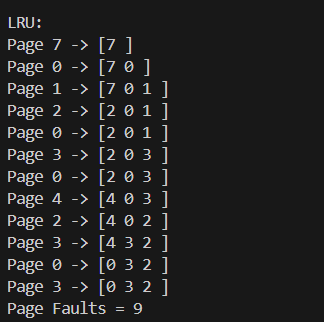 LRU:
Page 7 -> [7 ]
Page 0 -> [7 0 ]
Page 1 -> [7 0 1 ]
Page 2 -> [2 0 1 ]
Page 0 -> [2 0 1 ]
Page 3 -> [2 0 3 ]
Page 0 -> [2 0 3 ]
Page 4 -> [4 0 3 ]
Page 2 -> [4 0 2 ]
Page 3 -> [4 3 2 ]
Page 0 -> [0 3 2 ]
Page 3 -> [0 3 2 ]
Page Faults = 9